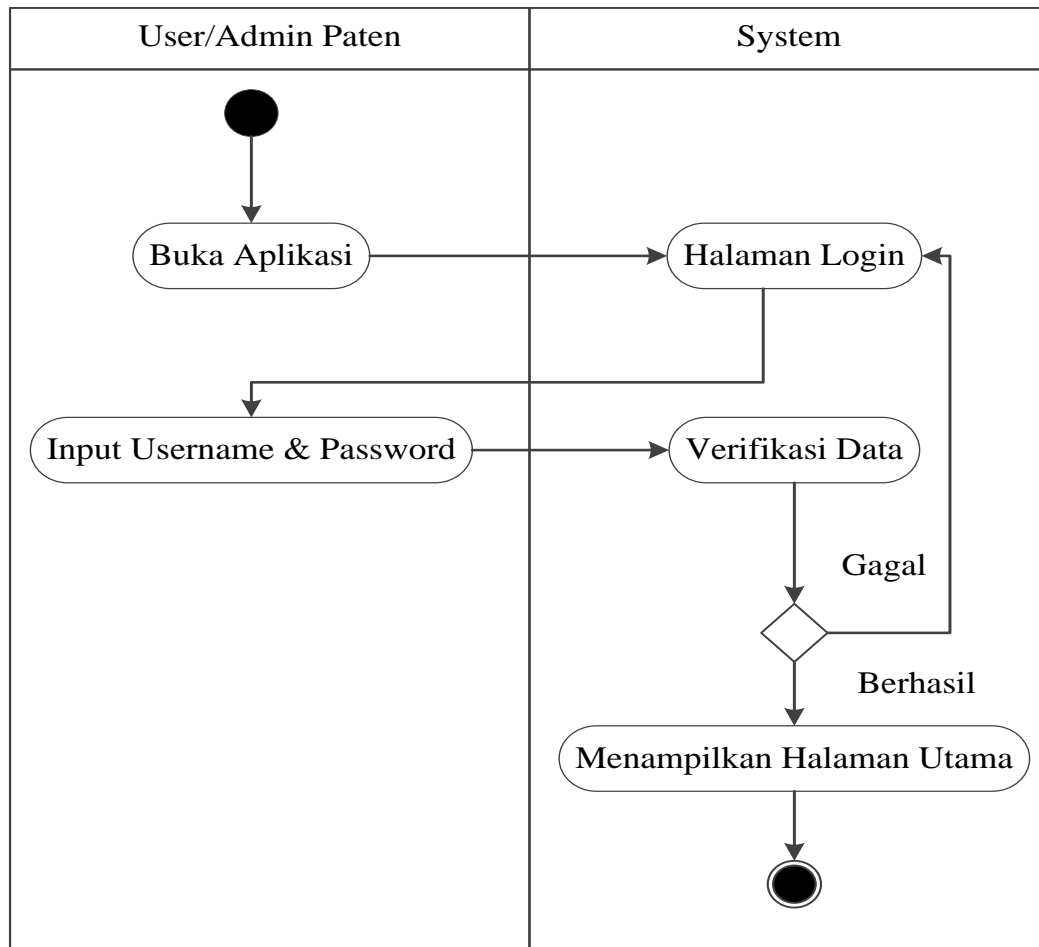 User/Admin Paten
System
Buka Aplikasi
Halaman Login
Input Username & Password
Verifikasi Data
Gagal
Berhasil
Menampilkan Halaman Utama